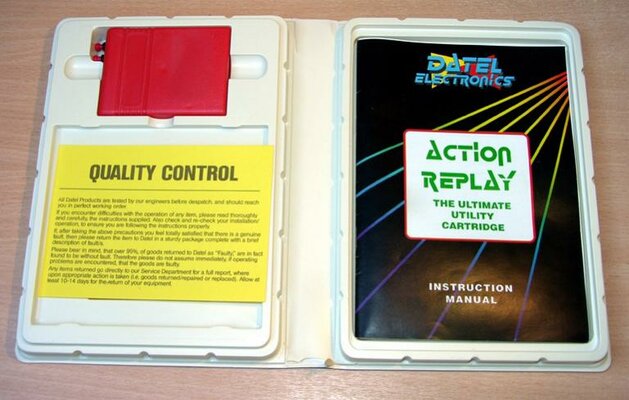 QUALITY CONTROL
All Datel Products are tested by our engineers before despatch, and should reach
you in perfect working order.
If you encounter difficulties with the operation of any item, please read thoroughly
and carefully, the instructions supplied. Also check and re-check your installation/
operation, to ensure you are following the instructions properly.
If, after taking the above precautions you feel totally satisfied; that there is a genuine
fault, then please return the item to Datel in a sturdy package complete with a brief
description of fault/s.
Please bear in mind, that over 95%, of goods returned to Datel as "Faulty", are in fact
found to be without fault. Therefore please do not assume immediately, if operating
problems are encountered, that the goods are faulty.
Any items returned go directly to our Service Department for a full report, where
upon appropriate action is taken (i.e. goods returned/repaired or replaced). Allow at
least 10-14 days for the return of your equipment.
DATEL
ELECTRONICS
ACTION
REPLAY
THE ULTIMATE
UTILITY
CARTRIDGE
INSTRUCTION
MANUAL